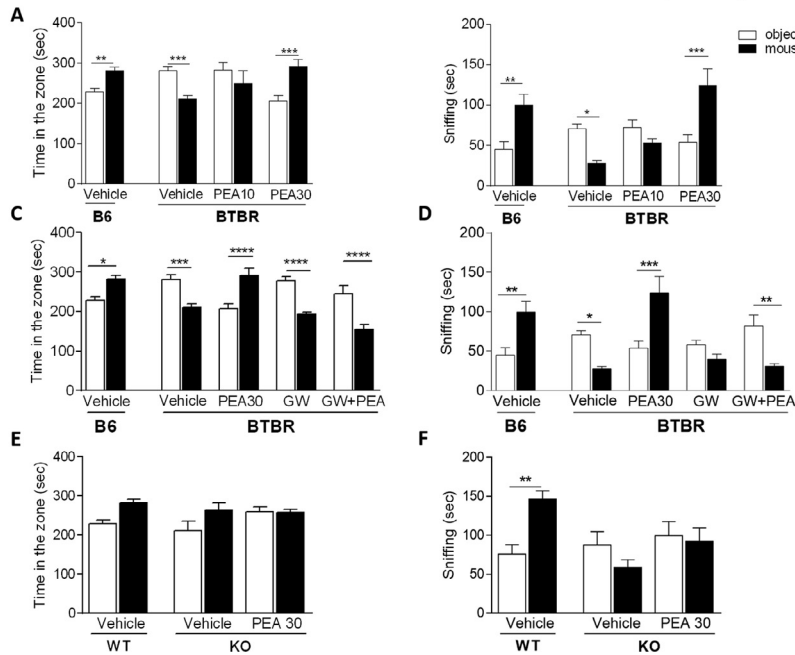 A
Time in the zone (sec)
400
300
200
100
0
**
***
***
Vehicle
Vehicle
PEA10
PEA30
B6
BTBR
Sniffing (sec)
200
150
100
50
0
**
*
***
objec
mous
Vehicle
Vehicle
PEA10
PEA30
B6
BTBR
C
Time in the zone (sec)
400
300
200
100
0
*
***
****
****
****
Vehicle
Vehicle
PEA30
GW
GW+PEA
B6
BTBR
D
Sniffing (sec)
200
150
100
50
0
**
*
***
**
Vehicle
Vehicle
PEA30
GW
GW+PEA
B6
BTBR
E
Time in the zone (sec)
400
300
200
100
0
Vehicle
Vehicle
PEA 30
WT
KO
F
Sniffing (sec)
200
150
100
50
0
**
Vehicle
Vehicle
PEA 30
WT
KO